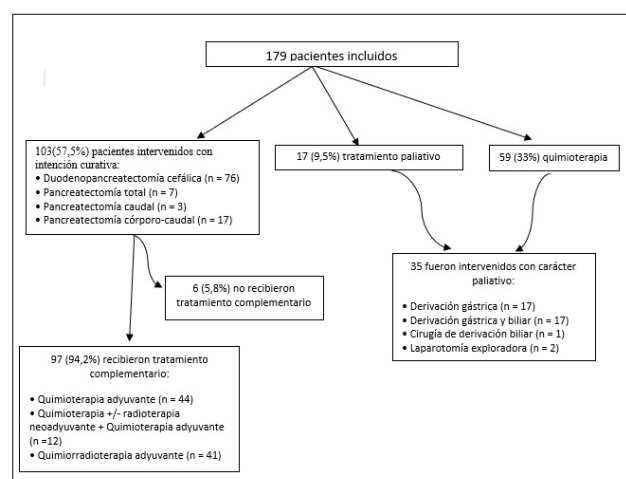 179 pacientes incluidos
103(57,5%) pacientes intervenidos con
intención curativa:
• Duodenopancreatectomía cefálica (n = 76)
• Pancreatectomía total (n = 7)
• Pancreatectomía caudal (n = 3)
• Pancreatectomía córporo-caudal (n = 17)
17 (9,5%) tratamiento paliativo
59 (33%) quimioterapia
6 (5,8%) no recibieron
tratamiento complementario
35 fueron intervenidos con carácter
paliativo:
• Derivación gástrica (n = 17)
• Derivación gástrica y biliar (n = 17)
• Cirugía de derivación biliar (n = 1)
• Laparotomía exploradora (n = 2)
97 (94,2%) recibieron tratamiento
complementario:
• Quimioterapia adyuvante (n = 44)
• Quimioterapia +/- radioterapia
neoadyuvante + Quimioterapia adyuvante
(n =12)
• Quimiorradioterapia adyuvante (n = 41)